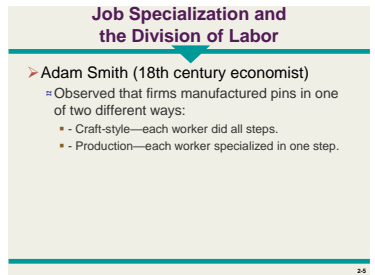 Job Specialization and
the Division of Labor
➢ Adam Smith (18th century economist)
≈ Observed that firms manufactured pins in one
of two different ways:
▪ - Craft-style—each worker did all steps.
▪ - Production—each worker specialized in one step.
2-5